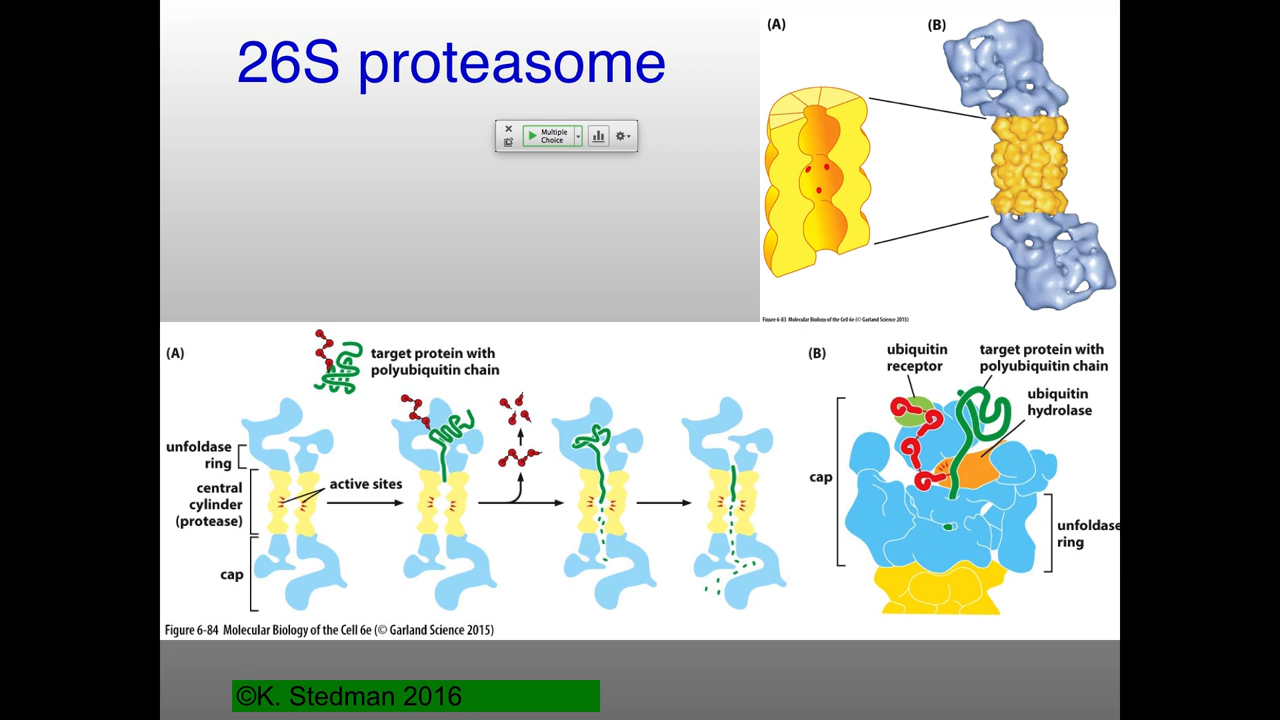 26S proteasome
Multiple
Choice
(A)
(B)
Figure 6-83 Molecular Biology of the Cell 6e (© Garland Science 2015)
(A)
target protein with
polyubiquitin chain
unfoldase
ring
central
cylinder
(protease)
active sites
cap
Figure 6-84 Molecular Biology of the Cell 6e (© Garland Science 2015)
(B)
ubiquitin
receptor
target protein with
polyubiquitin chain
ubiquitin
hydrolase
cap
unfoldase
ring
©K. Stedman 2016